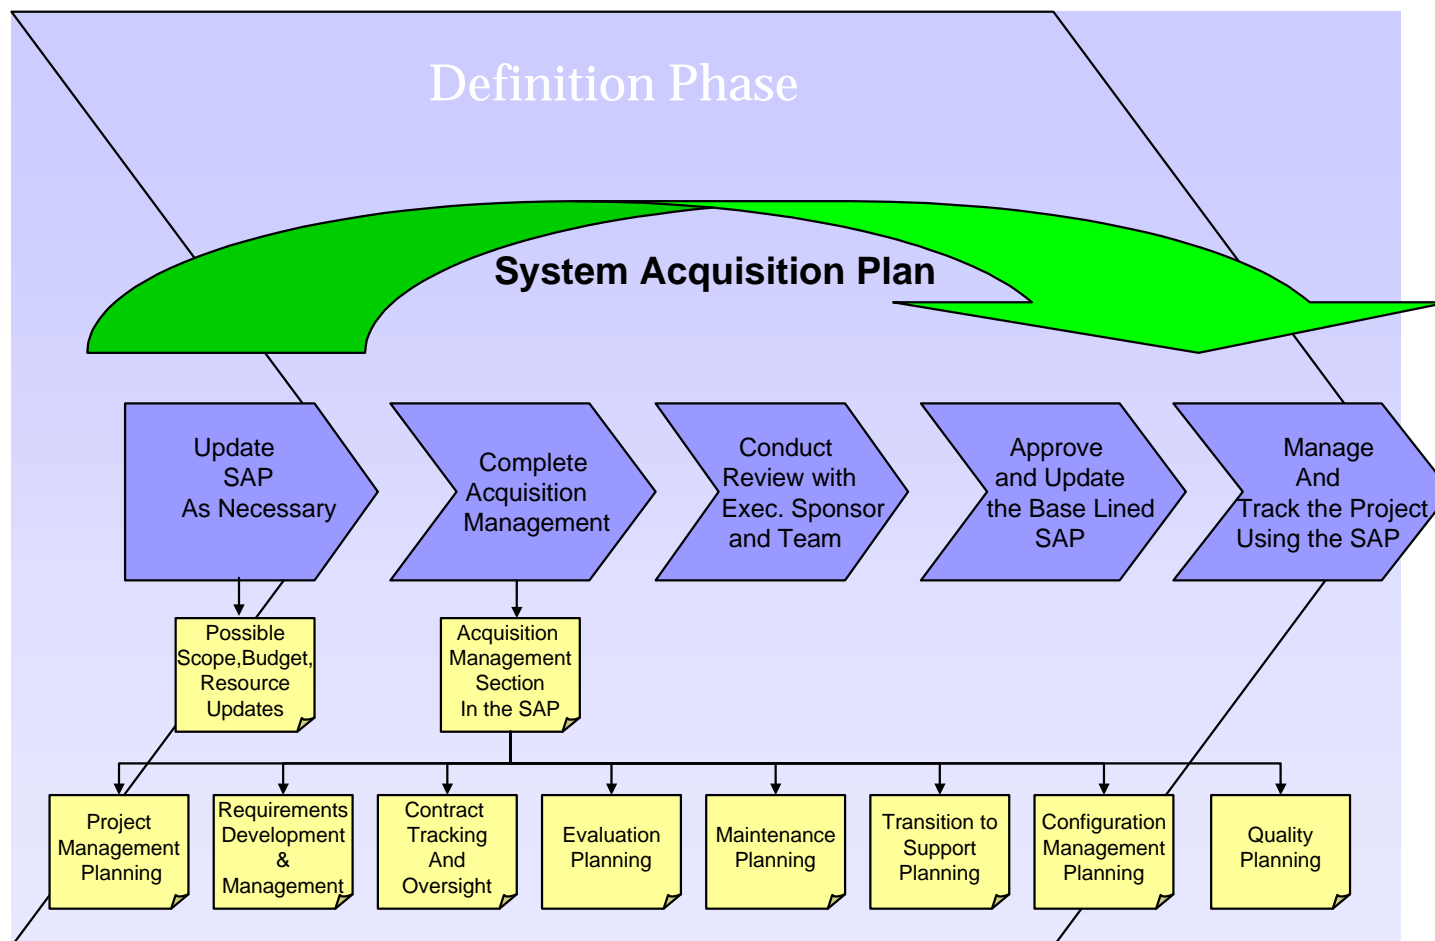 Definition Phase
System Acquisition Plan
Update
SAP
As Necessary
Complete
Acquisition
Management
Conduct
Review with
Exec. Sponsor
and Team
Approve
and Update
the Base Lined
SAP
Manage
And
Track the Project
Using the SAP
Possible
Scope,Budget,
Resource
Updates
Acquisition
Management
Section
In the SAP
Project
Management
Planning
Requirements
Development
&
Management
Contract
Tracking
And
Oversight
Evaluation
Planning
Maintenance
Planning
Transition to
Support
Planning
Configuration
Management
Planning
Quality
Planning